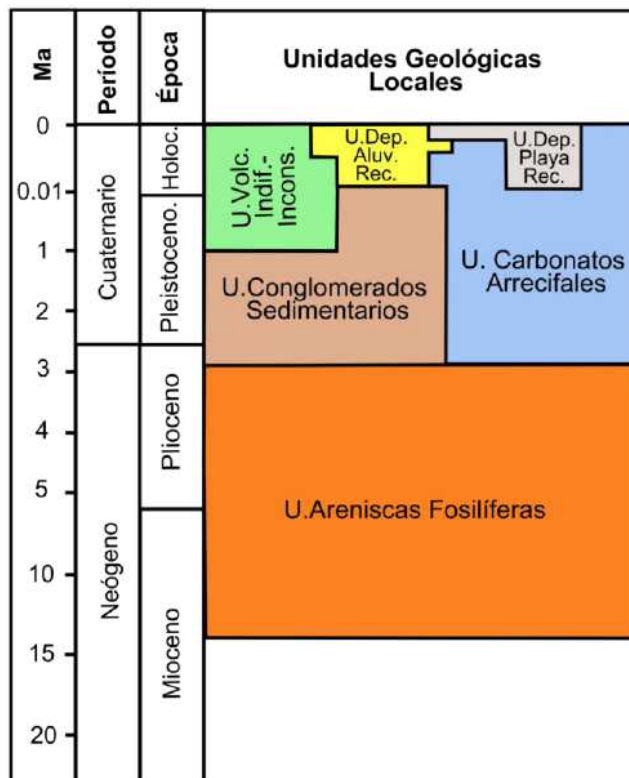 Ma
Período
Época
Unidades Geológicas
Locales
0
0.01
1
2
3
4
5
10
15
20
Cuaternario
Neógeno
Holoc.
Pleistoceno.
Plioceno
Mioceno
U.Volc.
Indif.-
Incons.
U.Dep.
Aluv.
Rec.
U.Dep.
Playa
Rec.
U.Conglomerados
Sedimentarios
U. Carbonatos
Arrecifales
U.Areniscas Fosilíferas